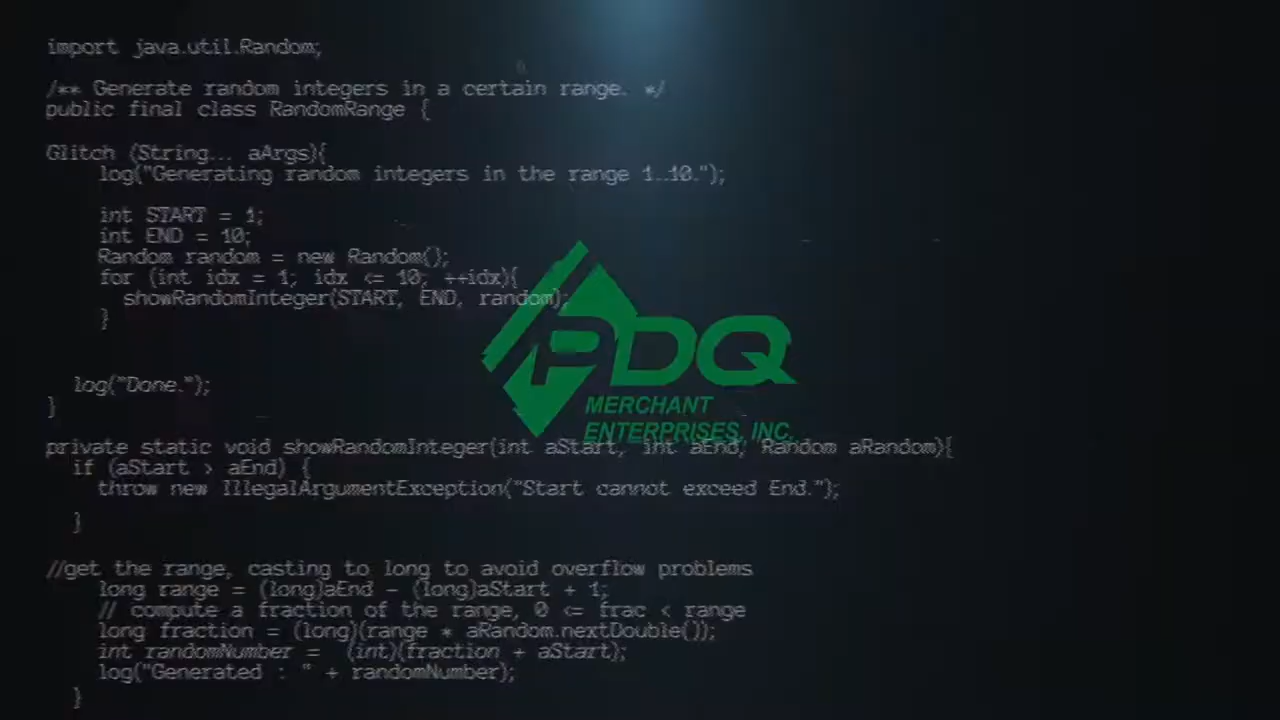 import java.util.Random;
/** Generate random integers in a certain range. */
public final class RandomRange {
Glitch (String... aArgs){
log("Generating random integers in the range 1..10.");
int START = 1;
int END = 10;
Random random = new Random();
for (int idx = 1; idx <= 10; ++idx){
showRandomInteger(START, END, random);
}
PDQ
MERCHANT
ENTERPRISES, INC.
log("Done.");
}
private static void showRandomInteger(int aStart, int aEnd, Random aRandom){
if (aStart > aEnd) {
throw new IllegalArgumentException("Start cannot exceed End.");
}
//get the range, casting to long to avoid overflow problems
long range = (long)aEnd - (long)aStart + 1;
// compute a fraction of the range, 0 <= frac < range
long fraction = (long)(range * aRandom.nextDouble());
int randomNumber = (int)(fraction + aStart);
log("Generated : " + randomNumber);
}